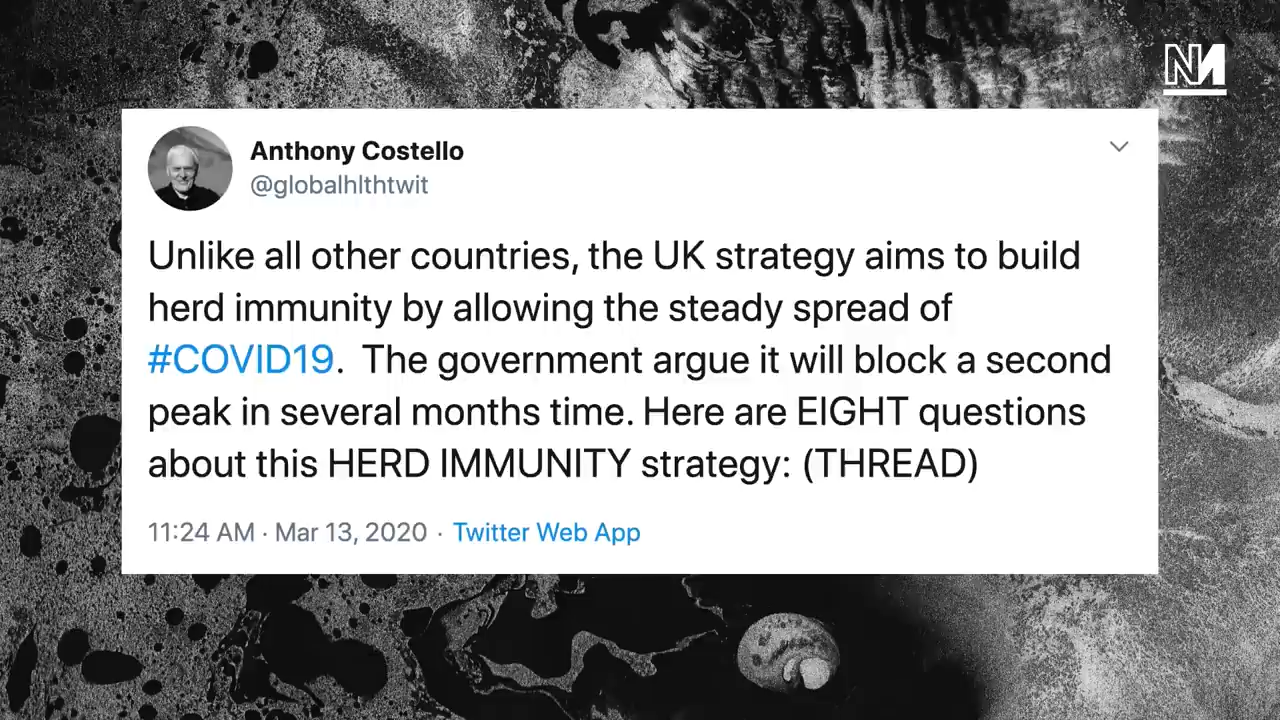 NM
Anthony Costello
@globalhlthtwit
Unlike all other countries, the UK strategy aims to build
herd immunity by allowing the steady spread of
#COVID19.  The government argue it will block a second
peak in several months time. Here are EIGHT questions
about this HERD IMMUNITY strategy: (THREAD)
11:24 AM · Mar 13, 2020 · Twitter Web App